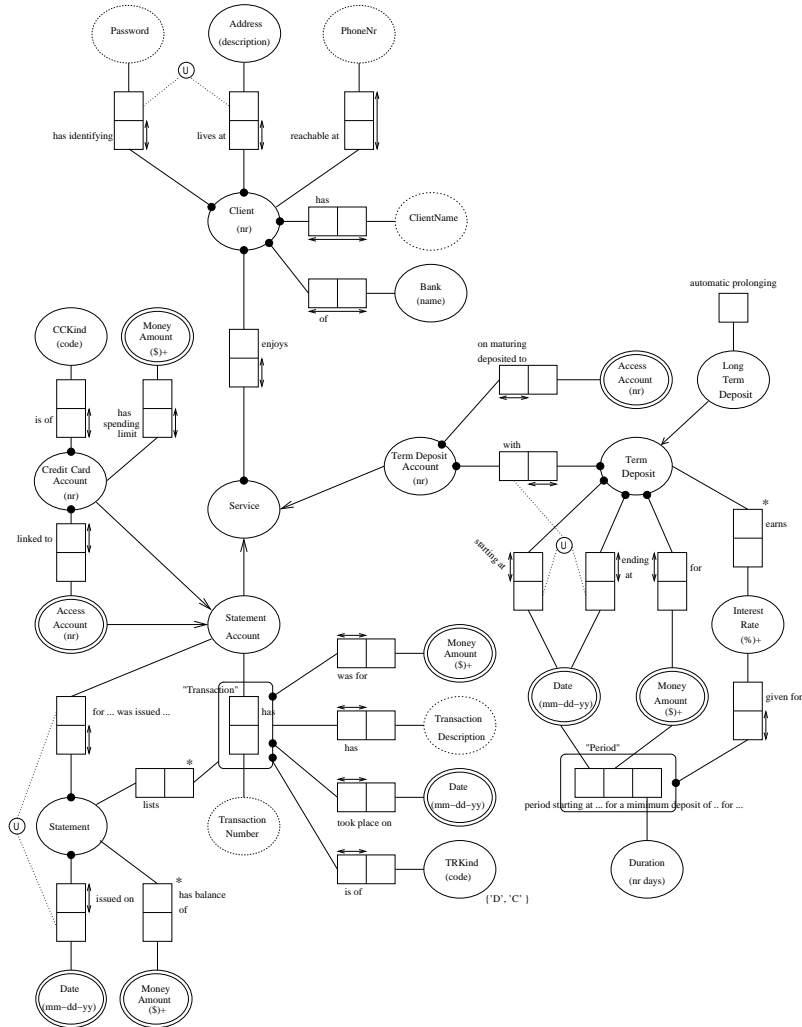 Password
Address
(description)
PhoneNr
U
has identifying
lives at
reachable at
Client
(nr)
has
ClientName
Bank
(name)
of
automatic prolonging
CCKind
(code)
Money
Amount
($)+
enjoys
on maturing
deposited to
Access
Account
(nr)
Long
Term
Deposit
is of
has
spending
limit
with
Term Deposit
Account
(nr)
Term
Deposit
Credit Card
Account
(nr)
Service
*
earns
linked to
starting at
U
ending
at
for
Access
Account
(nr)
Statement
Account
Interest
Rate
(%)+
Money
Amount
($)+
was for
"Transaction"
has
Date
(mm-dd-yy)
Money
Amount
($)+
given for
for ... was issued ...
Transaction
Description
has
"Period"
*
lists
Date
(mm-dd-yy)
took place on
period starting at ... for a mimimum deposit of .. for ...
U
Statement
Transaction
Number
TRKind
(code)
is of
{'D', 'C' }
Duration
(nr days)
issued on
*
has balance
of
Date
(mm-dd-yy)
Money
Amount
($)+